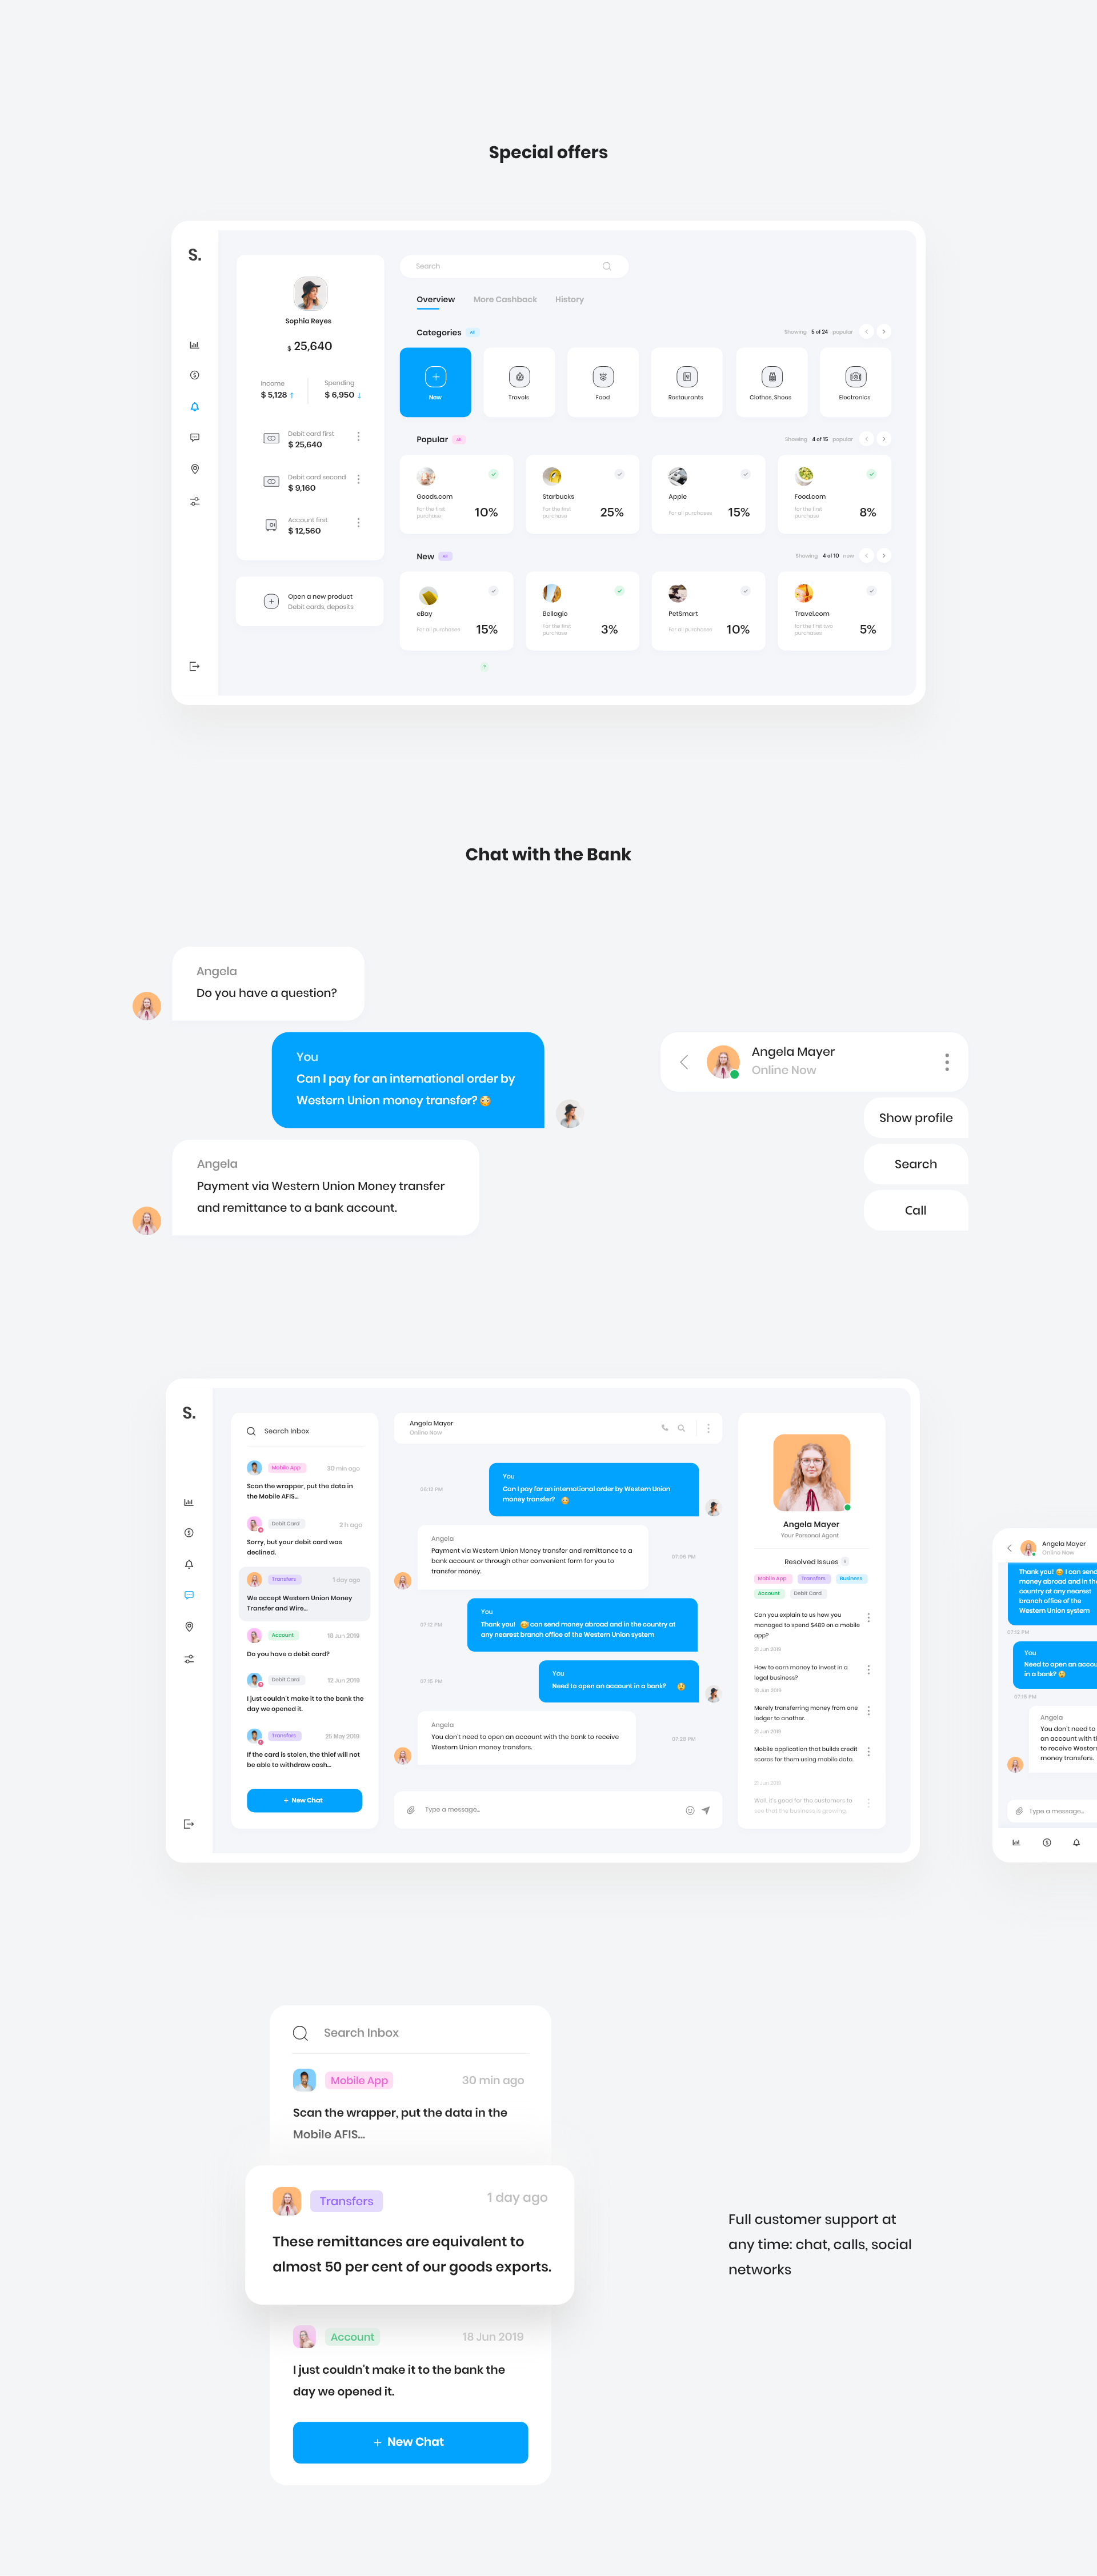 Special offers
S.
Sophia Reyes
$ 25,640
Income
$ 5,128 ↑
Spending
$ 6,950 ↓
Debit card first
$ 25,640
Debit card second
$ 9,160
Account first
$ 12,560
Open a new product
Debit cards, deposits
Search
Overview More Cashback History
Categories All
Showing 5 of 24 popular
New
Travels
Food
Restaurants
Clothes, Shoes
Electronics
Popular All
Showing 4 of 15 popular
Goods.com
For the first
purchase
10%
Starbucks
For the first
purchase
25%
Apple
For all purchases
15%
Food.com
For the first
purchase
8%
New All
Showing 4 of 10 new
eBay
For all purchases
15%
Bellagio
For the first
purchase
3%
PetSmart
For all purchases
10%
Travel.com
For the first two
purchases
5%
Chat with the Bank
Angela
Do you have a question?
You
Can I pay for an international order by
Western Union money transfer? 😳
Angela
Payment via Western Union Money transfer
and remittance to a bank account.
Angela Mayer
Online Now
Show profile
Search
Call
S.
Search Inbox
Mobile App 30 min ago
Scan the wrapper, put the data in
the Mobile AFIS...
Debit Card 2 h ago
Sorry, but your debit card was
declined.
Transfers 1 day ago
We accept Western Union Money
Transfer and Wire...
Account 18 Jun 2019
Do you have a debit card?
Debit Card 12 Jun 2019
I just couldn't make it to the bank the
day we opened it.
Transfers 25 May 2019
If the card is stolen, the thief will not
be able to withdraw cash...
+ New Chat
Angela Mayer
Online Now
06:12 PM
You
Can I pay for an international order by Western Union
money transfer? 😳
Angela
Payment via Western Union Money transfer and remittance to a
bank account or through other convenient form for you to
transfer money.
07:09 PM
07:12 PM
You
Thank you! 😄 can send money abroad and in the country at
any nearest branch office of the Western Union system
07:15 PM
You
Need to open an account in a bank? 😮
Angela
You don't need to open an account with the bank to receive
Western Union money transfers.
07:28 PM
Type a message...
Angela Mayer
Your Personal Agent
Resolved Issues
Mobile App Transfers Business
Account Debit Card
Can you explain to us how you
managed to spend $489 on a mobile
app?
21 Jun 2019
How to earn money to invest in a
legal business?
18 Jun 2019
Merely transferring money from one
ledger to another.
21 Jun 2019
Mobile application that builds credit
scores for them using mobile data.
21 Jun 2019
Well, it's good for the customers to
see that the business is growing.
Angela Mayer
Online Now
Thank you! 😄 I can send
money abroad and in the
country at any nearest
branch office of the
Western Union system
07:12 PM
You
Need to open an accou
in a bank? 😮
07:15 PM
Angela
You don't need to
an account with th
to receive Western
money transfers.
Type a message...
Search Inbox
Mobile App 30 min ago
Scan the wrapper, put the data in the
Mobile AFIS...
Transfers 1 day ago
These remittances are equivalent to
almost 50 per cent of our goods exports.
Account 18 Jun 2019
I just couldn't make it to the bank the
day we opened it.
+ New Chat
Full customer support at
any time: chat, calls, social
networks